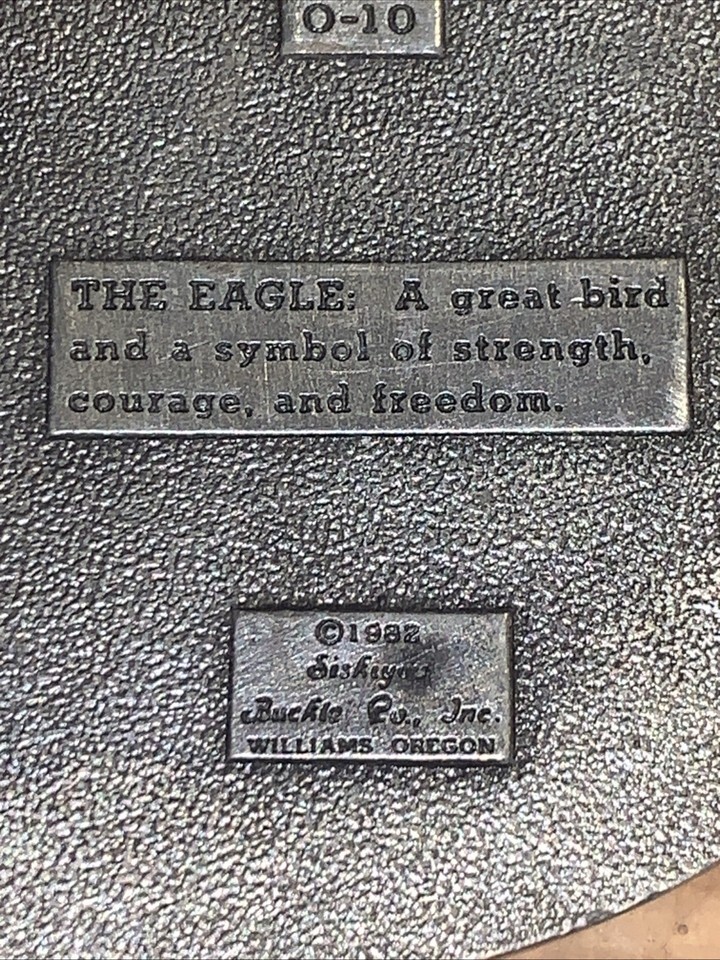 O-10
THE EAGLE: A great bird
and a symbol of strength,
courage, and freedom.
©1982
Siskiyou
Buckle Co., Inc.
WILLIAMS OREGON